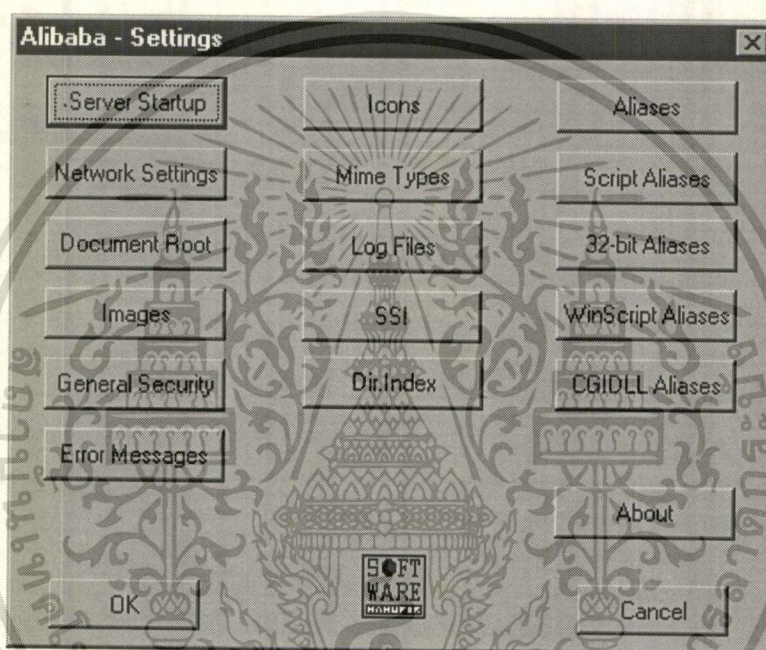 Alibaba - Settings
Server Startup
Icons
Aliases
Network Settings
Mime Types
Script Aliases
Document Root
Log Files
32-bit Aliases
Images
SSI
WinScript Aliases
General Security
Dir.Index
CGIDLL Aliases
Error Messages
About
SOFT
WARE
OK
Cancel